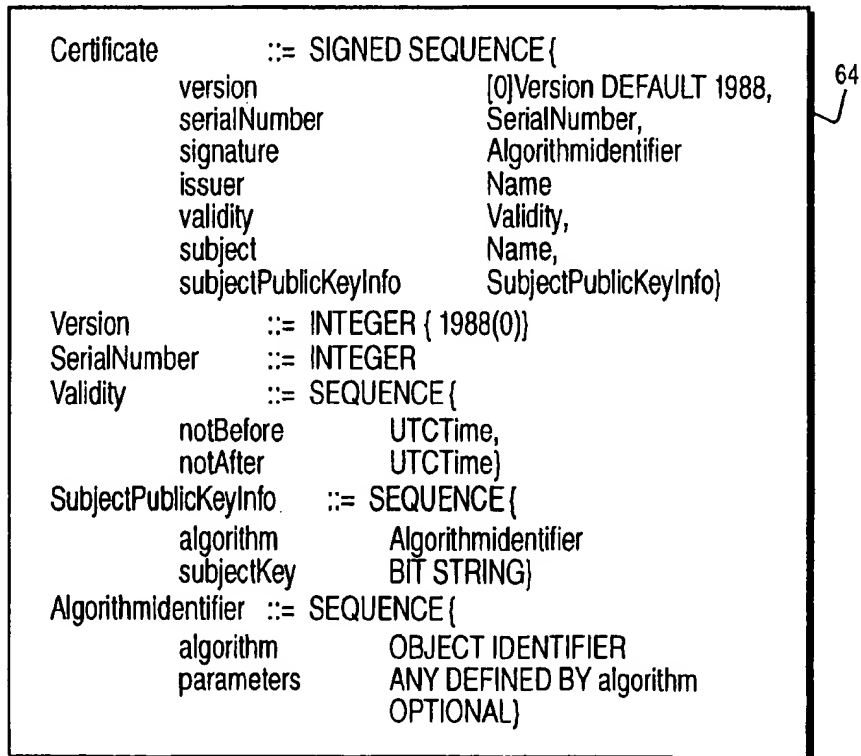 Certificate ::= SIGNED SEQUENCE{
version [0]Version DEFAULT 1988,
serialNumber SerialNumber,
signature Algorithmidentifier
issuer Name
validity Validity,
subject Name,
subjectPublicKeyInfo SubjectPublicKeyInfo}
Version ::= INTEGER { 1988(0)}
SerialNumber ::= INTEGER
Validity ::= SEQUENCE{
notBefore UTCTime,
notAfter UTCTime}
SubjectPublicKeyInfo ::= SEQUENCE{
algorithm Algorithmidentifier
subjectKey BIT STRING}
Algorithmidentifier ::= SEQUENCE{
algorithm OBJECT IDENTIFIER
parameters ANY DEFINED BY algorithm
OPTIONAL}
64